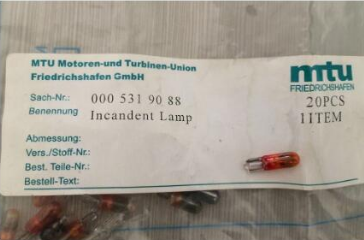 MTU Motoren-und Turbinen-Union
Friedrichshafen GmbH
mtu
FRIEDRICHSHAFEN
Sach-Nr.: 000 531 90 88
20PCS
Benennung Incandent Lamp
1ITEM
Abmessung:
Vers./Stoff-Nr.:
Best. Teile-Nr.:
Bestell-Text: